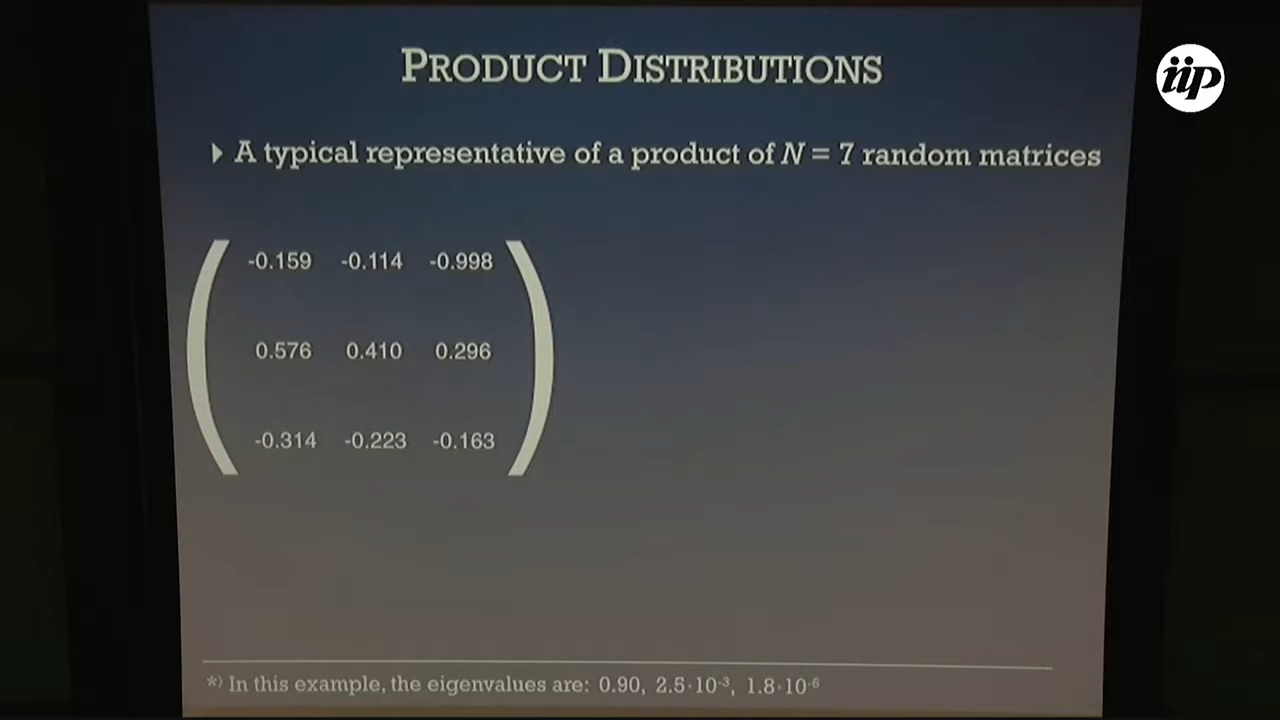 PRODUCT DISTRIBUTIONS
iip
A typical representative of a product of N = 7 random matrices
-0.159 -0.114 -0.998
0.576 0.410 0.296
-0.314 -0.223 -0.163
*) In this example, the eigenvalues are: 0.90, 2.5·10⁻³, 1.8·10⁻⁶